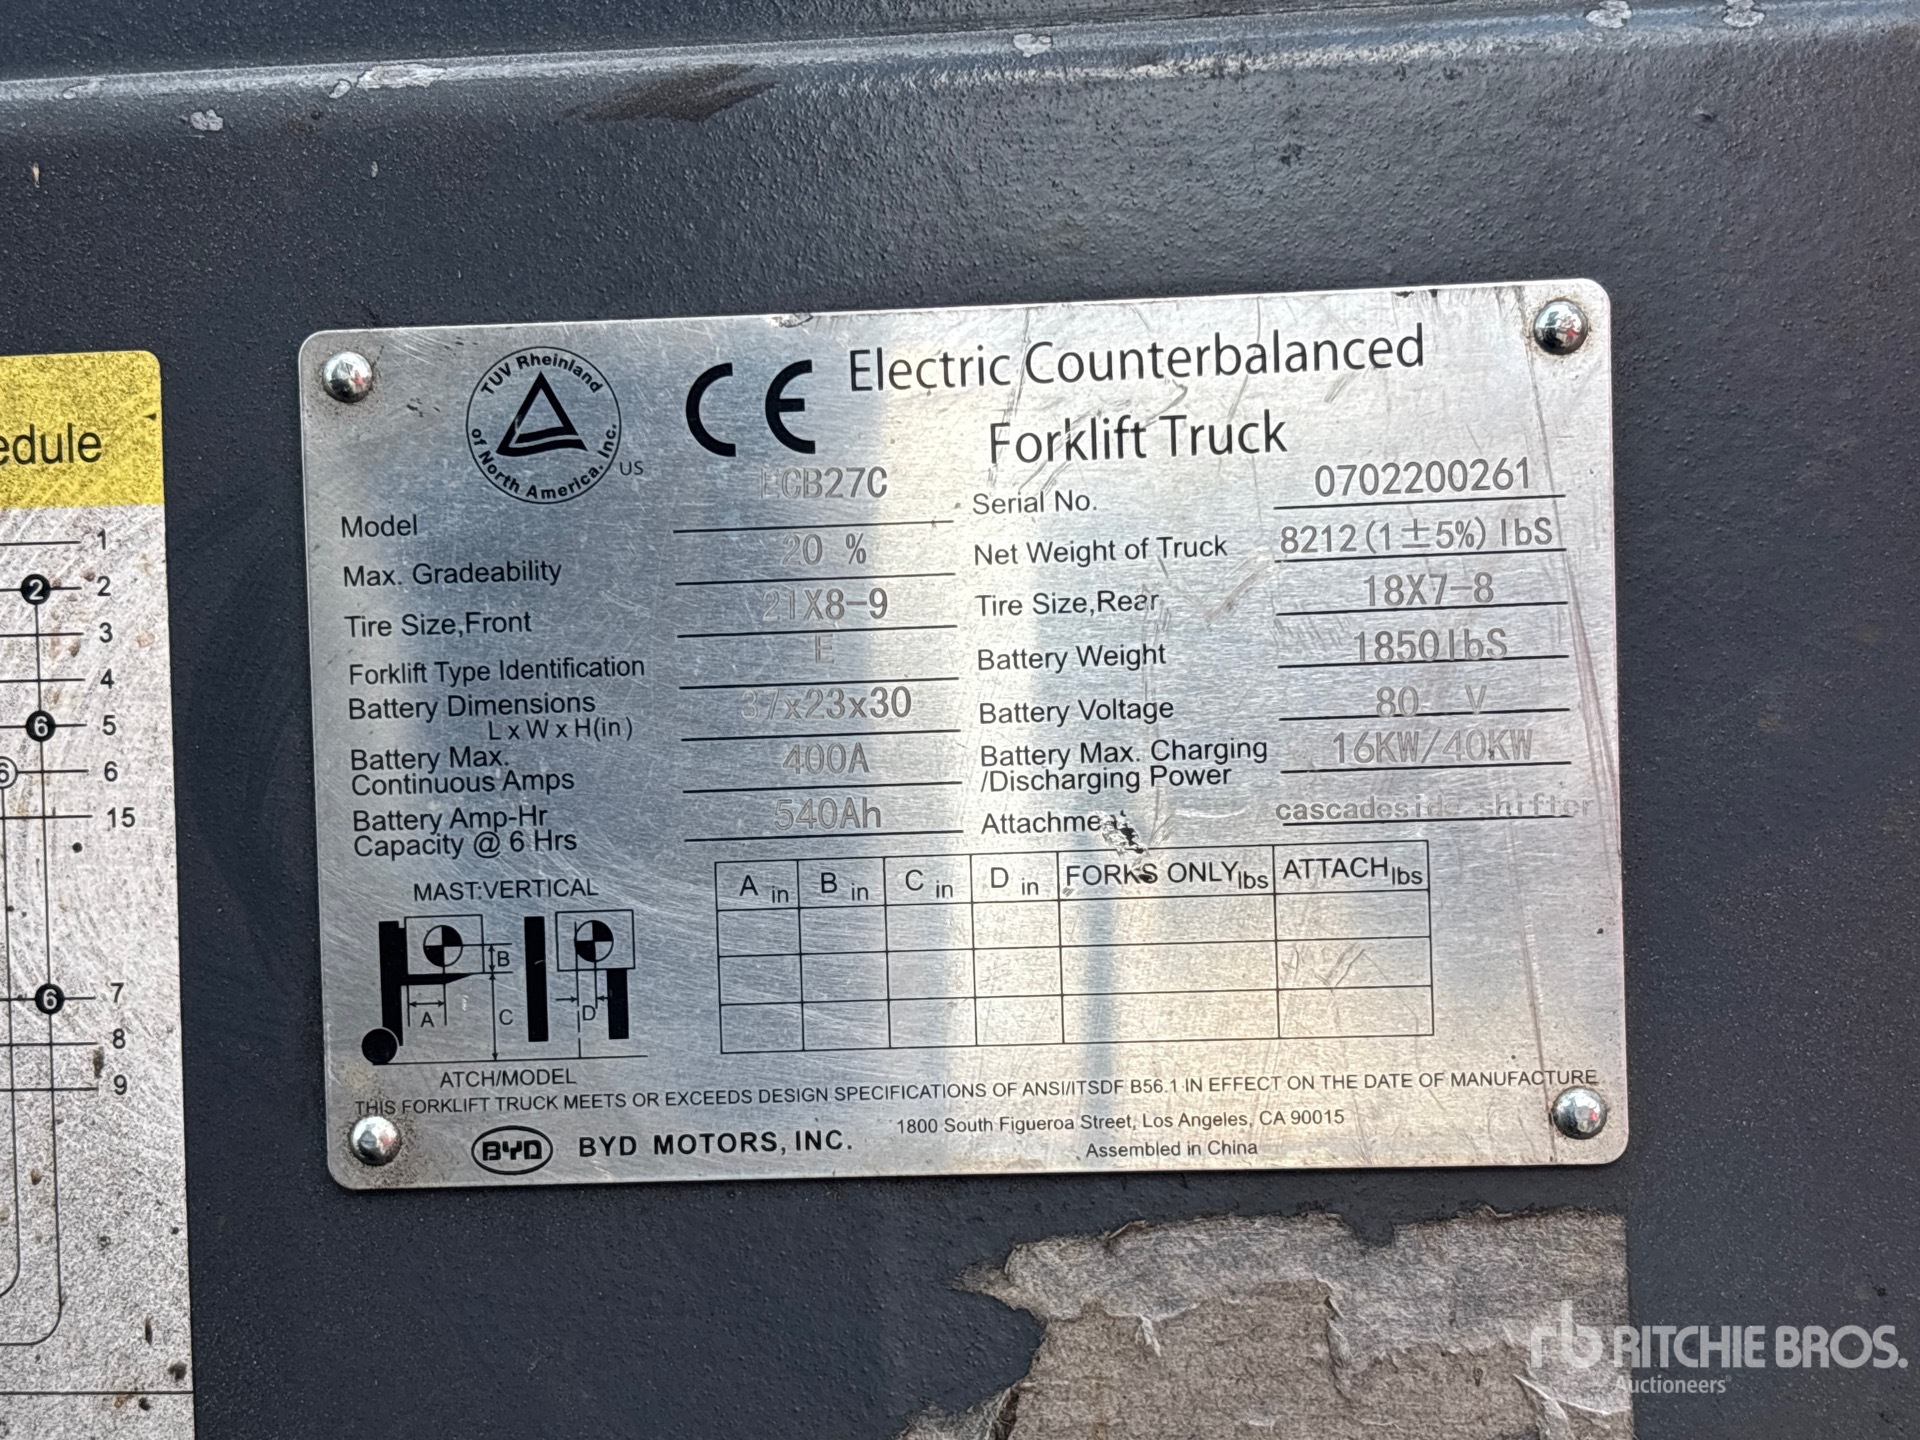 edule
1
2 2
3
4
6 5
6 6
15
6 7
8
9
TUV Rheinland
of North America, Inc.
US
CE
Electric Counterbalanced
Forklift Truck
Model ECB27C
Serial No. 0702200261
Max. Gradeability 20 %
Net Weight of Truck 8212(1±5%)lbS
Tire Size,Front 21X8-9
Tire Size,Rear 18X7-8
Forklift Type Identification E
Battery Weight 1850lbS
Battery Dimensions
L x W x H(in) 37x23x30
Battery Voltage 80 V
Battery Max.
Continuous Amps 400A
Battery Max. Charging
/Discharging Power 16KW/40KW
Battery Amp-Hr
Capacity @ 6 Hrs 540Ah
Attachme cascadeside shifter
A in B in C in D in FORKS ONLY lbs ATTACH lbs
MAST:VERTICAL
B
A C D
ATCH/MODEL
THIS FORKLIFT TRUCK MEETS OR EXCEEDS DESIGN SPECIFICATIONS OF ANSI/ITSDF B56.1 IN EFFECT ON THE DATE OF MANUFACTURE
BYD BYD MOTORS, INC.
1800 South Figueroa Street, Los Angeles, CA 90015
Assembled in China
rb RITCHIE BROS.
Auctioneers